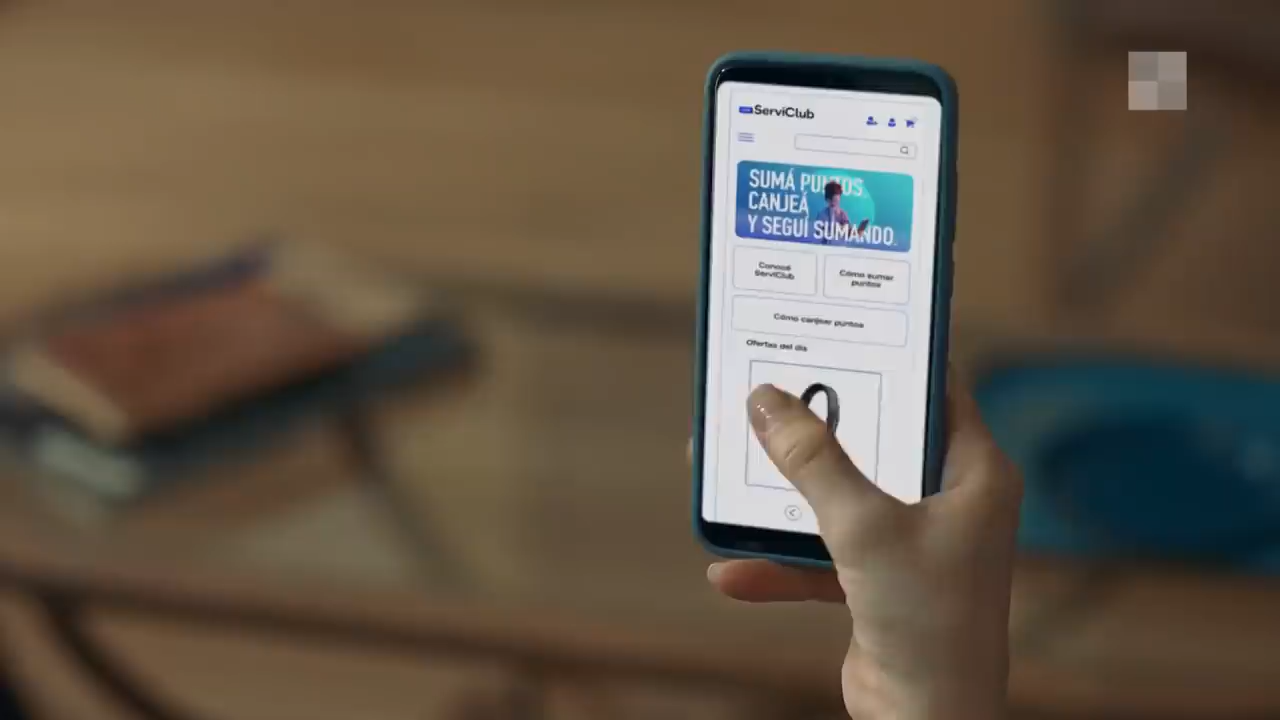 ServiClub
SUMÁ PUNTOS,
CANJEÁ
Y SEGUÍ SUMANDO.
Conocé
ServiClub
Cómo sumar
puntos
Cómo canjear puntos
Ofertas del día